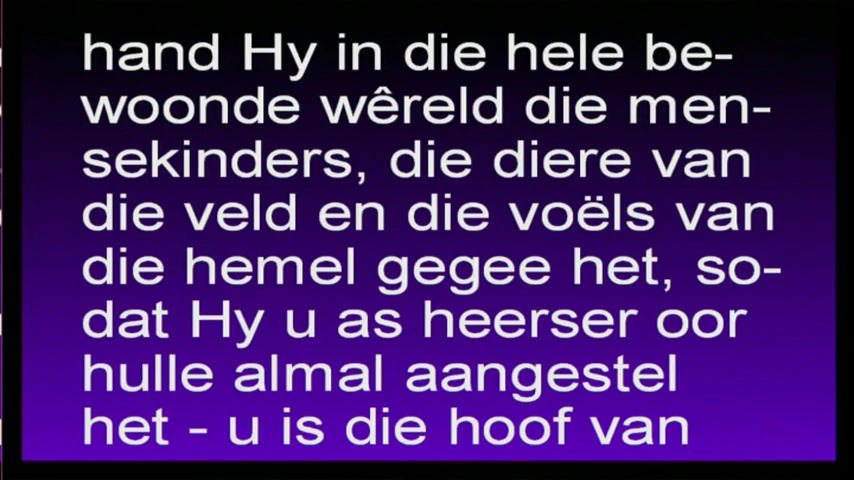 hand Hy in die hele be-
woonde wêreld die men-
sekinders, die diere van
die veld en die voëls van
die hemel gegee het, so-
dat Hy u as heerser oor
hulle almal aangestel
het - u is die hoof van